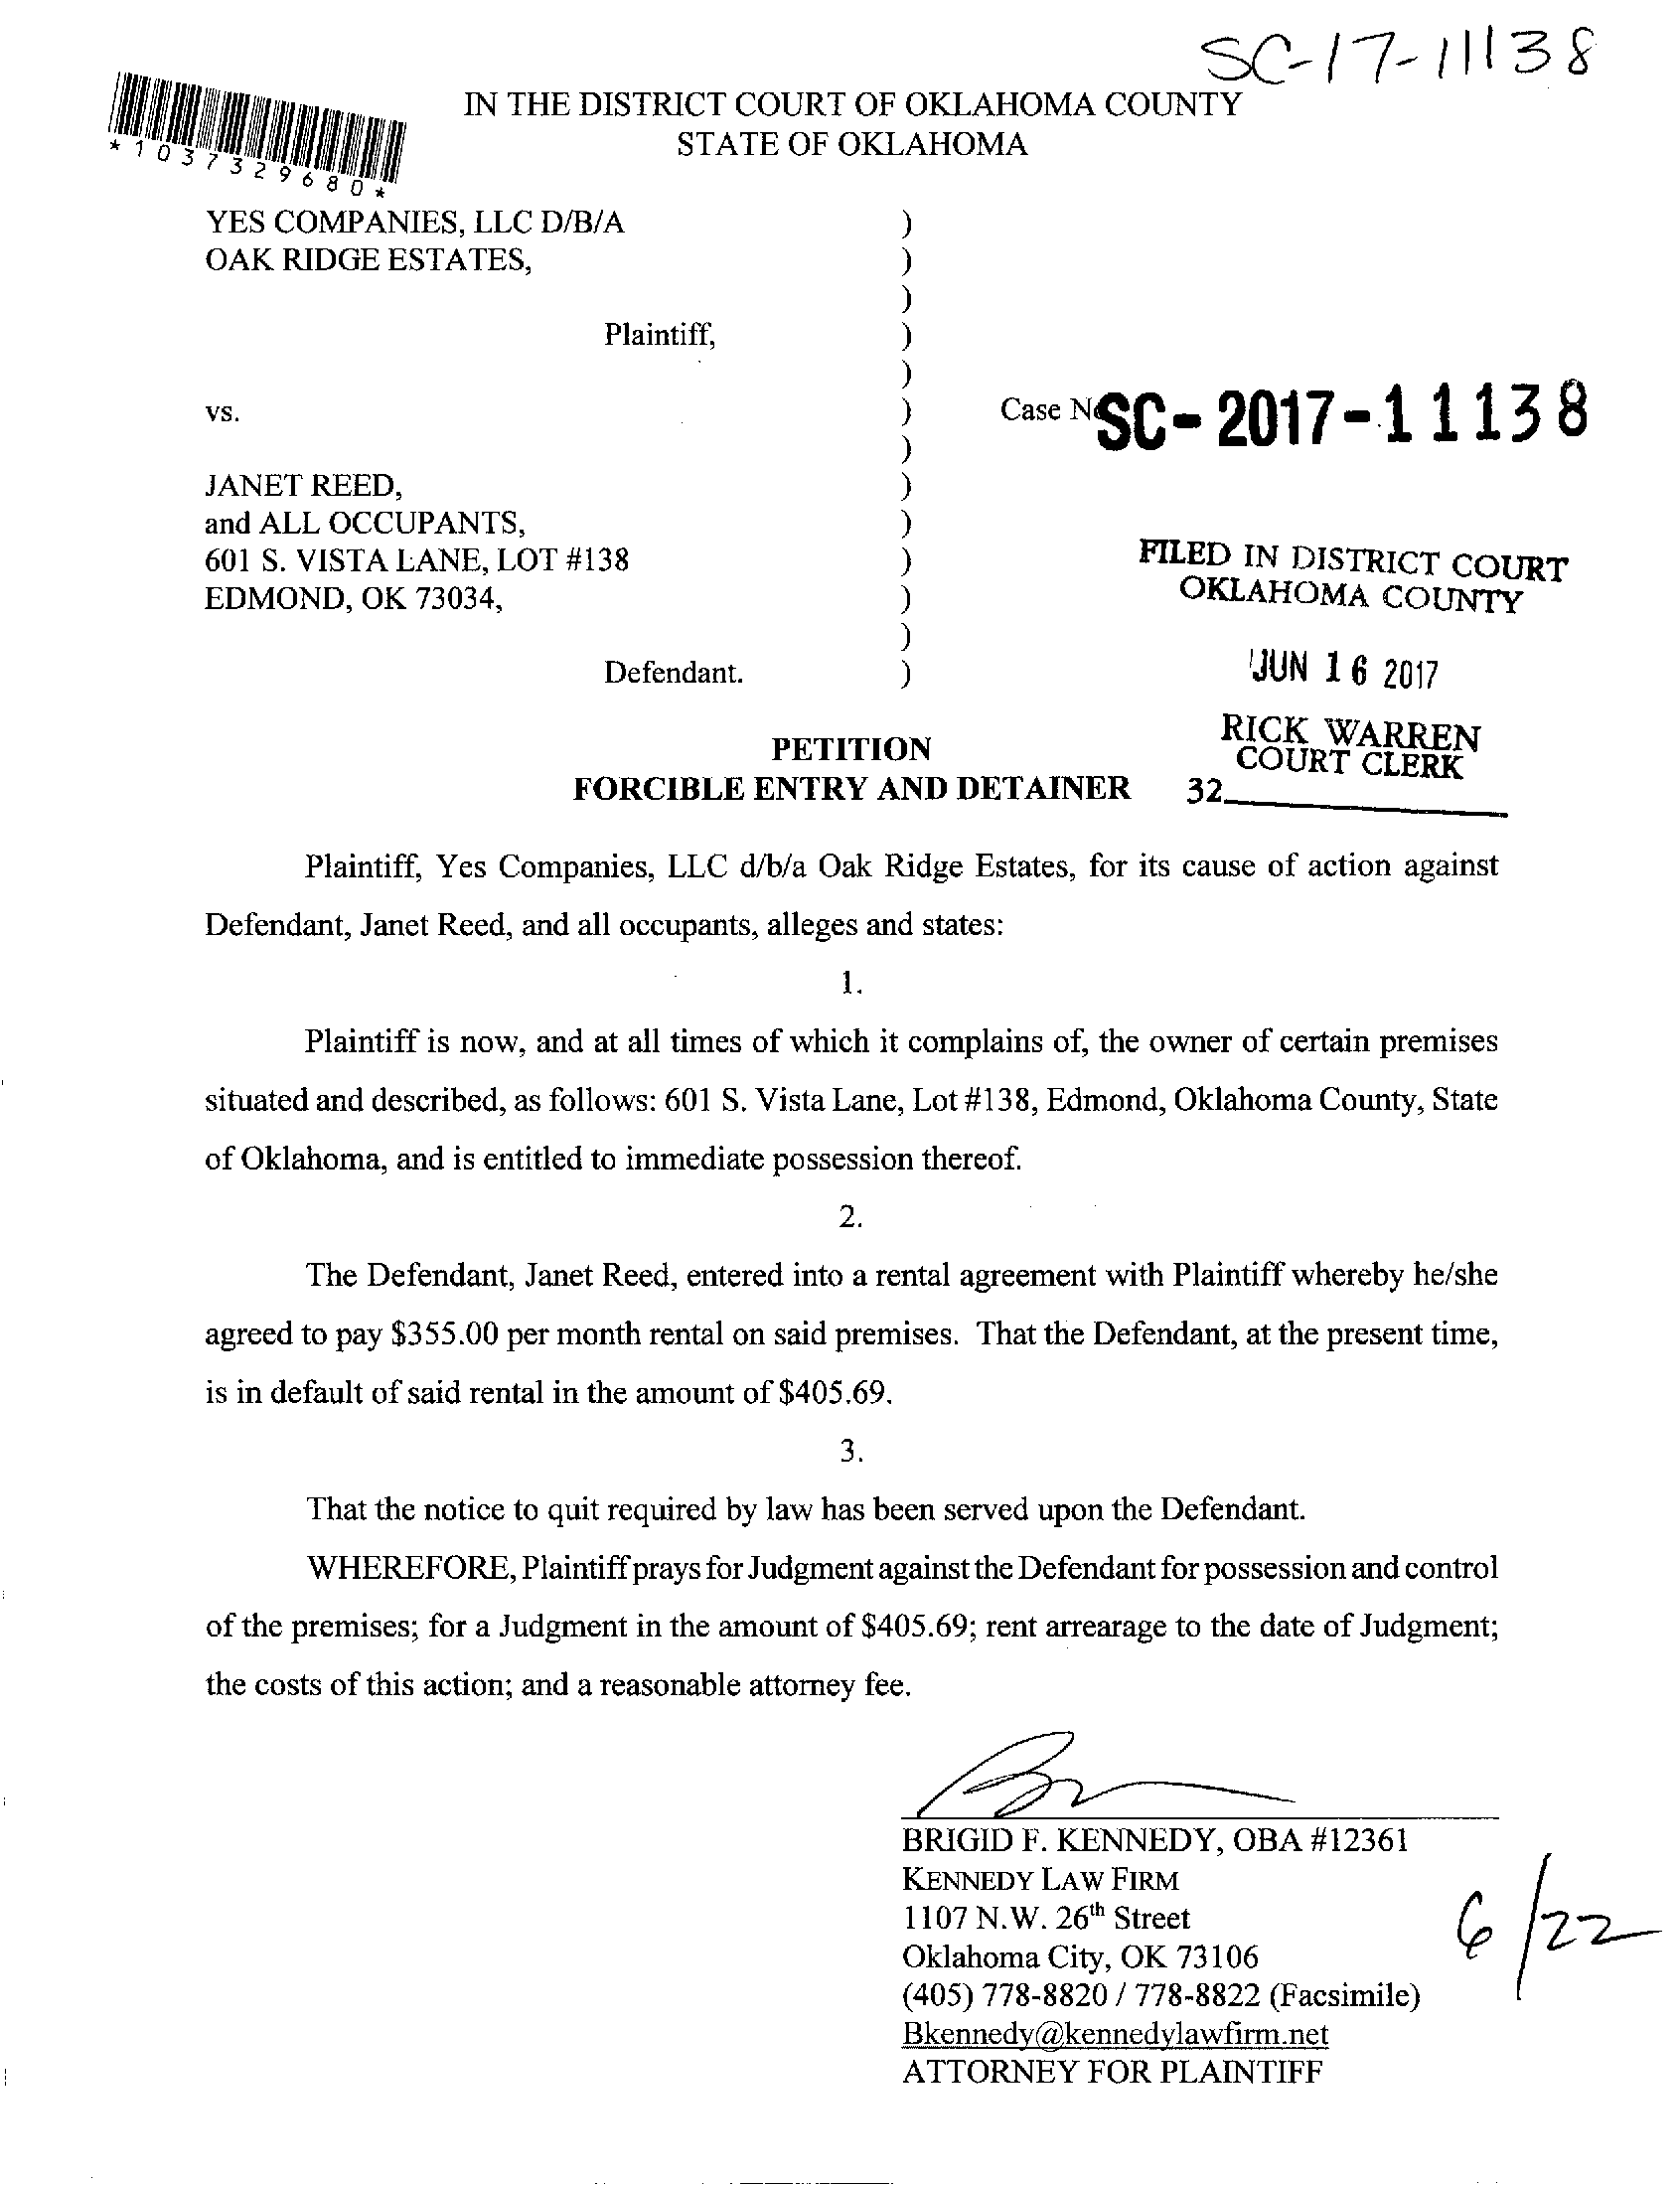 SC-17-11138
IN THE DISTRICT COURT OF OKLAHOMA COUNTY
STATE OF OKLAHOMA
*1037329680*
YES COMPANIES, LLC D/B/A )
OAK RIDGE ESTATES, )
)
Plaintiff, )
)
vs. ) Case No SC-2017-11138
)
JANET REED, )
and ALL OCCUPANTS, )
601 S. VISTA LANE, LOT #138 )
EDMOND, OK 73034, )
)
Defendant. )
FILED IN DISTRICT COURT
OKLAHOMA COUNTY
JUN 16 2017
RICK WARREN
COURT CLERK
32
PETITION
FORCIBLE ENTRY AND DETAINER
Plaintiff, Yes Companies, LLC d/b/a Oak Ridge Estates, for its cause of action against
Defendant, Janet Reed, and all occupants, alleges and states:
1.
Plaintiff is now, and at all times of which it complains of, the owner of certain premises
situated and described, as follows: 601 S. Vista Lane, Lot #138, Edmond, Oklahoma County, State
of Oklahoma, and is entitled to immediate possession thereof.
2.
The Defendant, Janet Reed, entered into a rental agreement with Plaintiff whereby he/she
agreed to pay $355.00 per month rental on said premises. That the Defendant, at the present time,
is in default of said rental in the amount of $405.69.
3.
That the notice to quit required by law has been served upon the Defendant.
WHEREFORE, Plaintiff prays for Judgment against the Defendant for possession and control
of the premises; for a Judgment in the amount of $405.69; rent arrearage to the date of Judgment;
the costs of this action; and a reasonable attorney fee.
BRIGID F. KENNEDY, OBA #12361
KENNEDY LAW FIRM
1107 N.W. 26th Street
Oklahoma City, OK 73106
(405) 778-8820 / 778-8822 (Facsimile)
Bkennedy@kennedylawfirm.net
ATTORNEY FOR PLAINTIFF
6/22